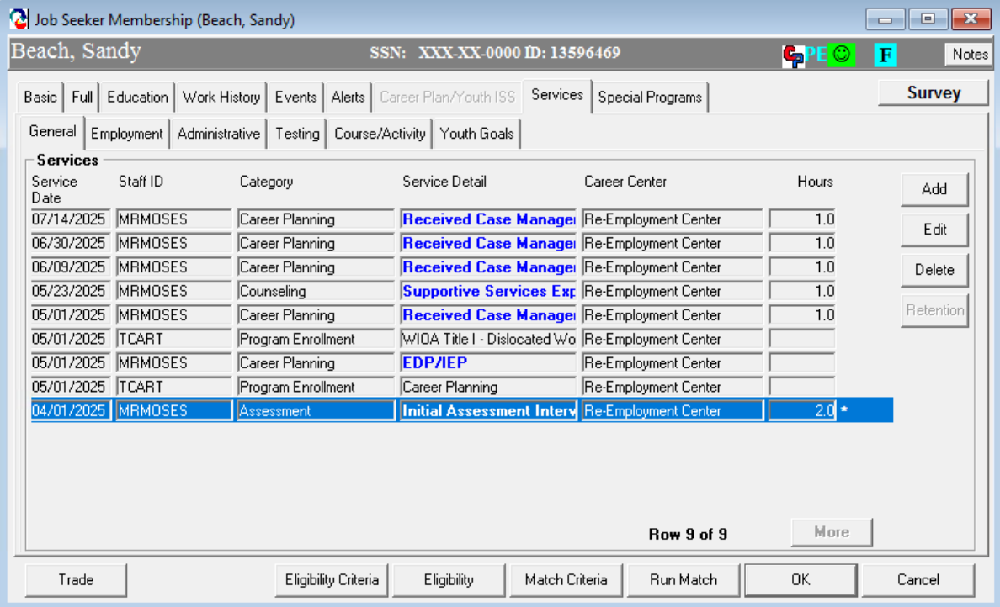 Job Seeker Membership (Beach, Sandy)
Beach, Sandy SSN: XXX-XX-0000 ID: 13596469 CP PE F Notes
Basic Full Education Work History Events Alerts Career Plan/Youth ISS Services Special Programs Survey
General Employment Administrative Testing Course/Activity Youth Goals
Services
Service Date Staff ID Category Service Detail Career Center Hours
07/14/2025 MRMOSES Career Planning Received Case Manager Re-Employment Center 1.0
06/30/2025 MRMOSES Career Planning Received Case Manager Re-Employment Center 1.0
06/09/2025 MRMOSES Career Planning Received Case Manager Re-Employment Center 1.0
05/23/2025 MRMOSES Counseling Supportive Services Exp Re-Employment Center 1.0
05/01/2025 MRMOSES Career Planning Received Case Manager Re-Employment Center 1.0
05/01/2025 TCART Program Enrollment WIOA Title I - Dislocated Wo Re-Employment Center
05/01/2025 MRMOSES Career Planning EDP/IEP Re-Employment Center
05/01/2025 TCART Program Enrollment Career Planning Re-Employment Center
04/01/2025 MRMOSES Assessment Initial Assessment Interv Re-Employment Center 2.0 *
Add
Edit
Delete
Retention
Row 9 of 9 More
Trade Eligibility Criteria Eligibility Match Criteria Run Match OK Cancel